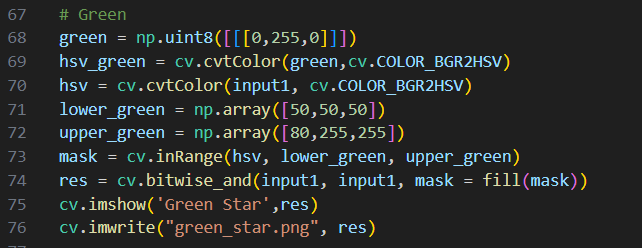 67 # Green
68 green = np.uint8([[[0,255,0]]])
69 hsv_green = cv.cvtColor(green,cv.COLOR_BGR2HSV)
70 hsv = cv.cvtColor(input1, cv.COLOR_BGR2HSV)
71 lower_green = np.array([50,50,50])
72 upper_green = np.array([80,255,255])
73 mask = cv.inRange(hsv, lower_green, upper_green)
74 res = cv.bitwise_and(input1, input1, mask = fill(mask))
75 cv.imshow('Green Star',res)
76 cv.imwrite("green_star.png", res)